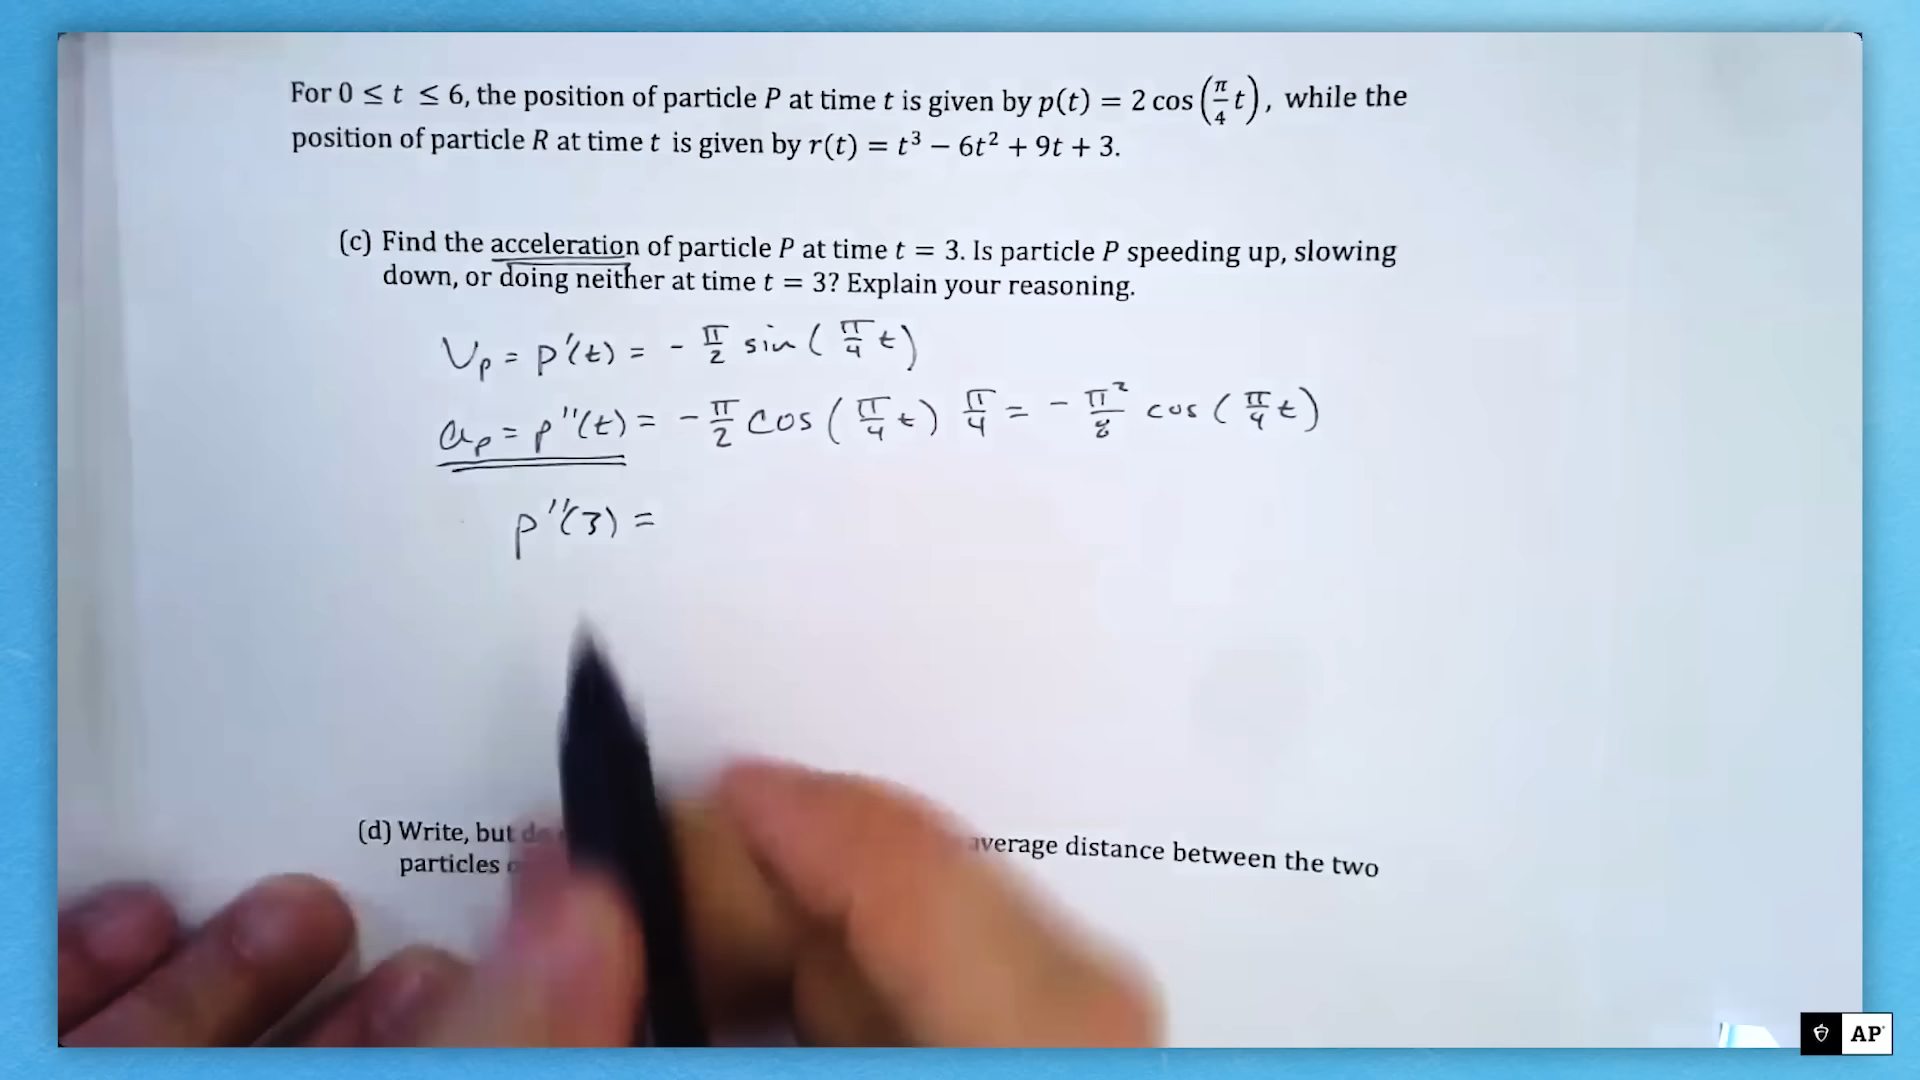 For 0 ≤ t ≤ 6, the position of particle P at time t is given by p(t) = 2 cos(π/4 t), while the
position of particle R at time t is given by r(t) = t³ − 6t² + 9t + 3.
(c) Find the acceleration of particle P at time t = 3. Is particle P speeding up, slowing
down, or doing neither at time t = 3? Explain your reasoning.
Vp = p'(t) = - π/2 sin(π/4 t)
ap = p''(t) = - π/2 cos(π/4 t) π/4 = - π²/8 cos(π/4 t)
p''(3) =
(d) Write, but average distance between the two
particles
AP